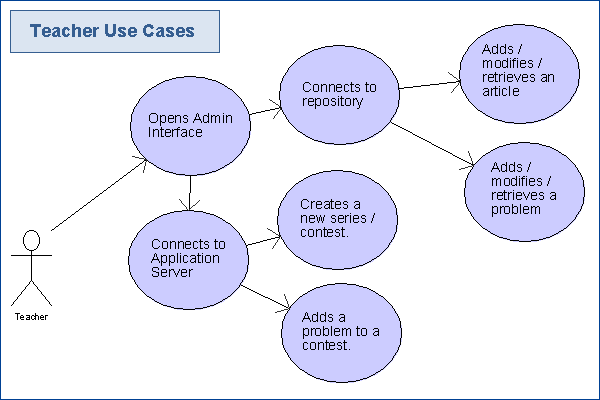 Teacher Use Cases
Opens Admin
Interface
Connects to
repository
Adds /
modifies /
retrieves an
article
Adds /
modifies /
retrieves a
problem
Connects to
Application
Server
Creates a
new series /
contest.
Adds a
problem to a
contest.
Teacher